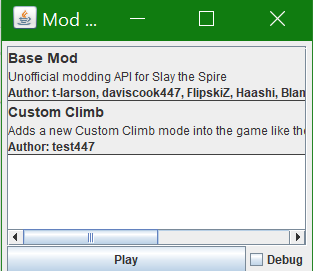 Mod ...
Base Mod
Unofficial modding API for Slay the Spire
Author: t-larson, daviscook447, FlipskiZ, Haashi, Blan
Custom Climb
Adds a new Custom Climb mode into the game like the
Author: test447
Play
Debug